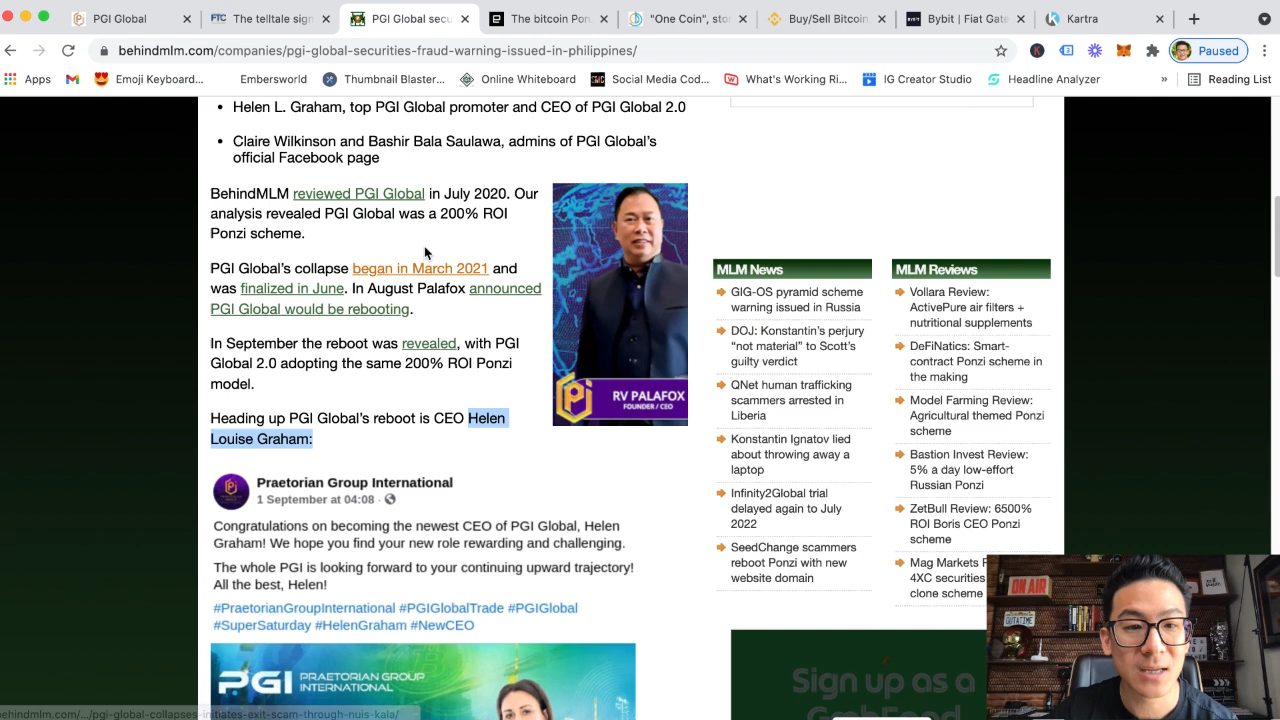 PGI Global
FTC The telltale sign
PGI Global secu
The bitcoin Pon
"One Coin", sto
Buy/Sell Bitcoin
Bybit | Fiat Gate
Kartra
behindmlm.com/companies/pgi-global-securities-fraud-warning-issued-in-philippines/
Paused
Apps
Emoji Keyboard...
Embersworld
Thumbnail Blaster...
Online Whiteboard
Social Media Cod...
What's Working Ri...
IG Creator Studio
Headline Analyzer
»
Reading List
• Helen L. Graham, top PGI Global promoter and CEO of PGI Global 2.0
• Claire Wilkinson and Bashir Bala Saulawa, admins of PGI Global's
official Facebook page
BehindMLM reviewed PGI Global in July 2020. Our
analysis revealed PGI Global was a 200% ROI
Ponzi scheme.
PGI Global's collapse began in March 2021 and
was finalized in June. In August Palafox announced
PGI Global would be rebooting.
In September the reboot was revealed, with PGI
Global 2.0 adopting the same 200% ROI Ponzi
model.
Heading up PGI Global's reboot is CEO Helen
Louise Graham:
RV PALAFOX
FOUNDER / CEO
Praetorian Group International
1 September at 04:08 ·
Congratulations on becoming the newest CEO of PGI Global, Helen
Graham! We hope you find your new role rewarding and challenging.
The whole PGI is looking forward to your continuing upward trajectory!
All the best, Helen!
#PraetorianGroupInternational #PGIGlobalTrade #PGIGlobal
#SuperSaturday #HelenGraham #NewCEO
PGI PRAETORIAN GROUP
INTERNATIONAL
MLM News
GIG-OS pyramid scheme
warning issued in Russia
DOJ: Konstantin's perjury
"not material" to Scott's
guilty verdict
QNet human trafficking
scammers arrested in
Liberia
Konstantin Ignatov lied
about throwing away a
laptop
Infinity2Global trial
delayed again to July
2022
SeedChange scammers
reboot Ponzi with new
website domain
MLM Reviews
Vollara Review:
ActivePure air filters +
nutritional supplements
DeFiNatics: Smart-
contract Ponzi scheme in
the making
Model Farming Review:
Agricultural themed Ponzi
scheme
Bastion Invest Review:
5% a day low-effort
Russian Ponzi
ZetBull Review: 6500%
ROI Boris CEO Ponzi
scheme
Mag Markets
4XC securities
clone scheme
Sign up as a
ON AIR
behindmlm.com/.../pgi-global-collapses-initiates-exit-scam-through-nuis-kala/